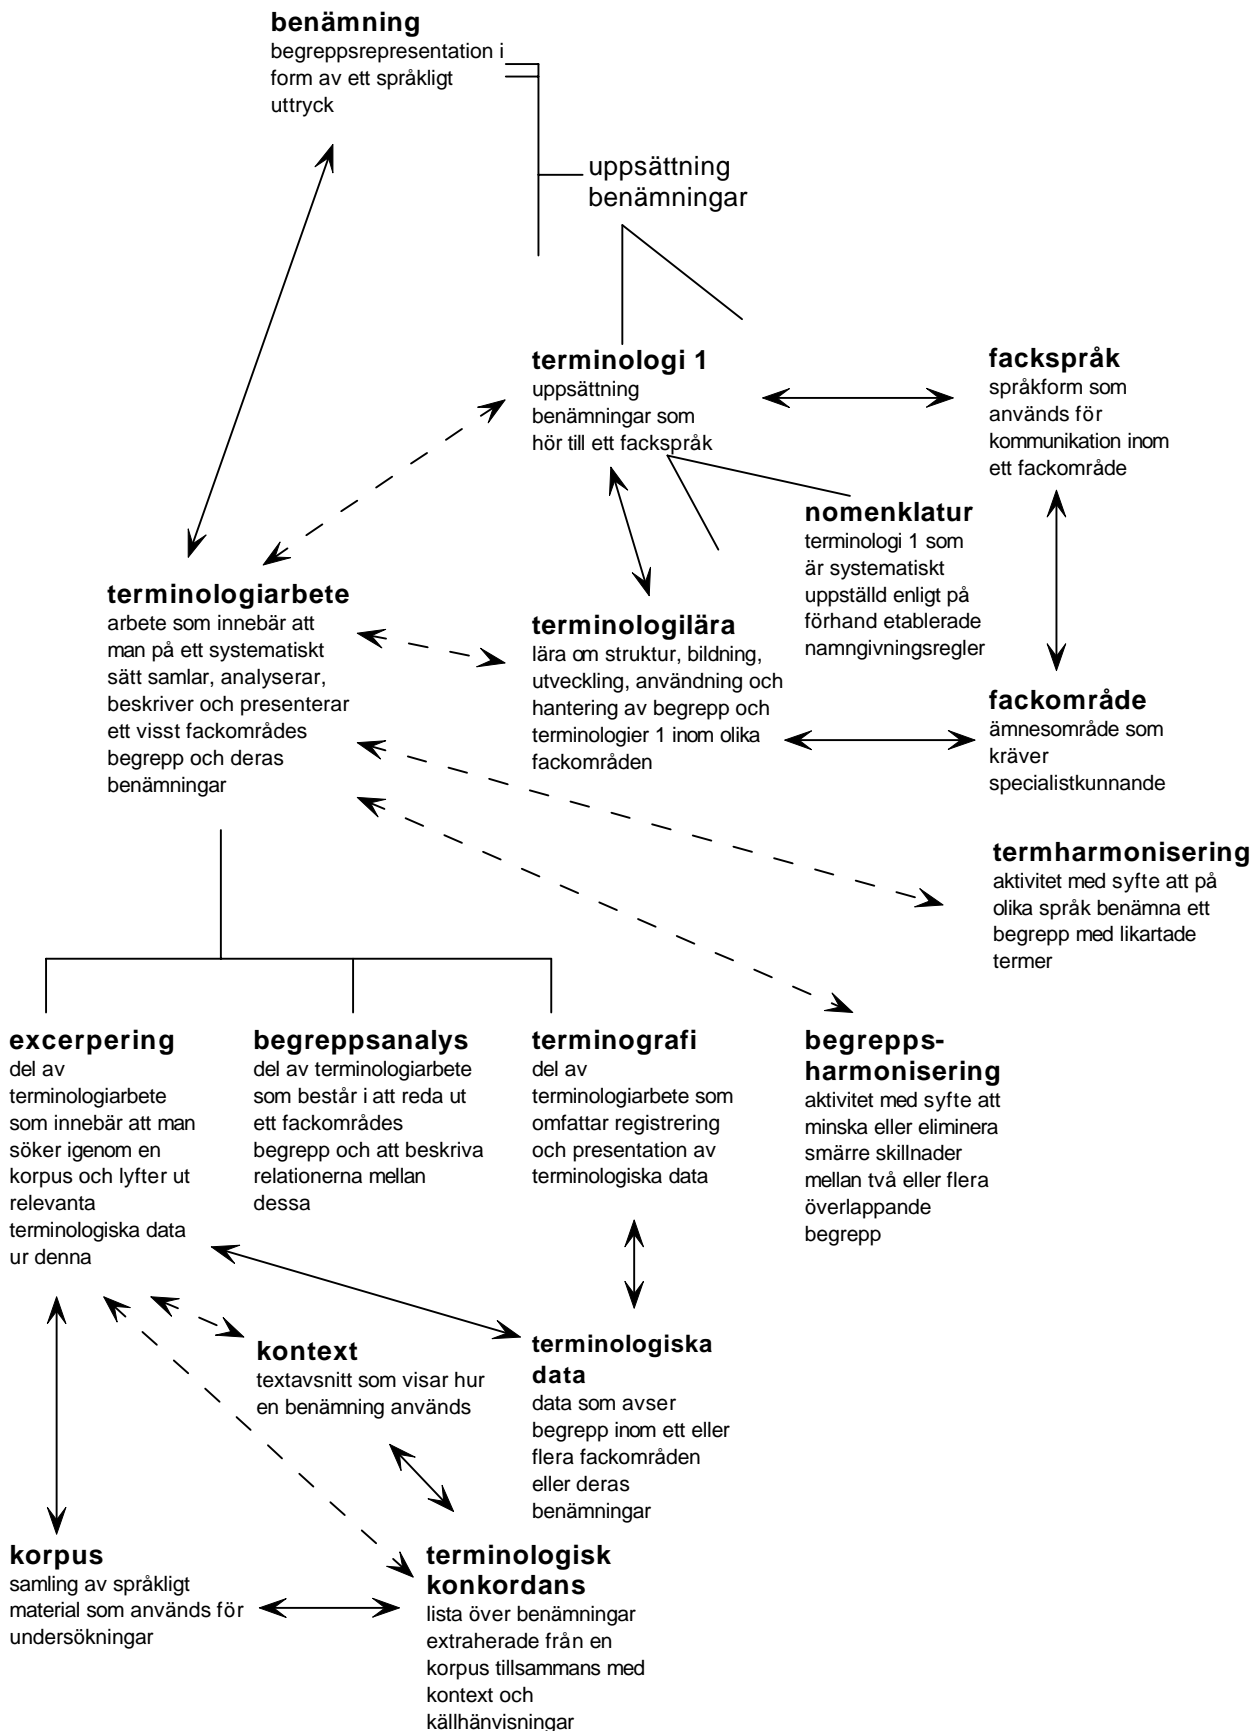 benämning
begreppsrepresentation i
form av ett språkligt
uttryck
uppsättning
benämningar
terminologi 1
uppsättning
benämningar som
hör till ett fackspråk
fackspråk
språkform som
används för
kommunikation inom
ett fackområde
nomenklatur
terminologi 1 som
är systematiskt
uppställd enligt på
förhand etablerade
namngivningsregler
terminologiarbete
arbete som innebär att
man på ett systematiskt
sätt samlar, analyserar,
beskriver och presenterar
ett visst fackområdes
begrepp och deras
benämningar
terminologilära
lära om struktur, bildning,
utveckling, användning och
hantering av begrepp och
terminologier 1 inom olika
fackområden
fackområde
ämnesområde som
kräver
specialistkunnande
termharmonisering
aktivitet med syfte att på
olika språk benämna ett
begrepp med likartade
termer
excerpering
del av
terminologiarbete
som innebär att man
söker igenom en
korpus och lyfter ut
relevanta
terminologiska data
ur denna
begreppsanalys
del av terminologiarbete
som består i att reda ut
ett fackområdes
begrepp och att beskriva
relationerna mellan
dessa
terminografi
del av
terminologiarbete som
omfattar registrering
och presentation av
terminologiska data
begrepps-
harmonisering
aktivitet med syfte att
minska eller eliminera
smärre skillnader
mellan två eller flera
överlappande
begrepp
kontext
textavsnitt som visar hur
en benämning används
terminologiska
data
data som avser
begrepp inom ett eller
flera fackområden
eller deras
benämningar
korpus
samling av språkligt
material som används för
undersökningar
terminologisk
konkordans
lista över benämningar
extraherade från en
korpus tillsammans med
kontext och
källhänvisningar